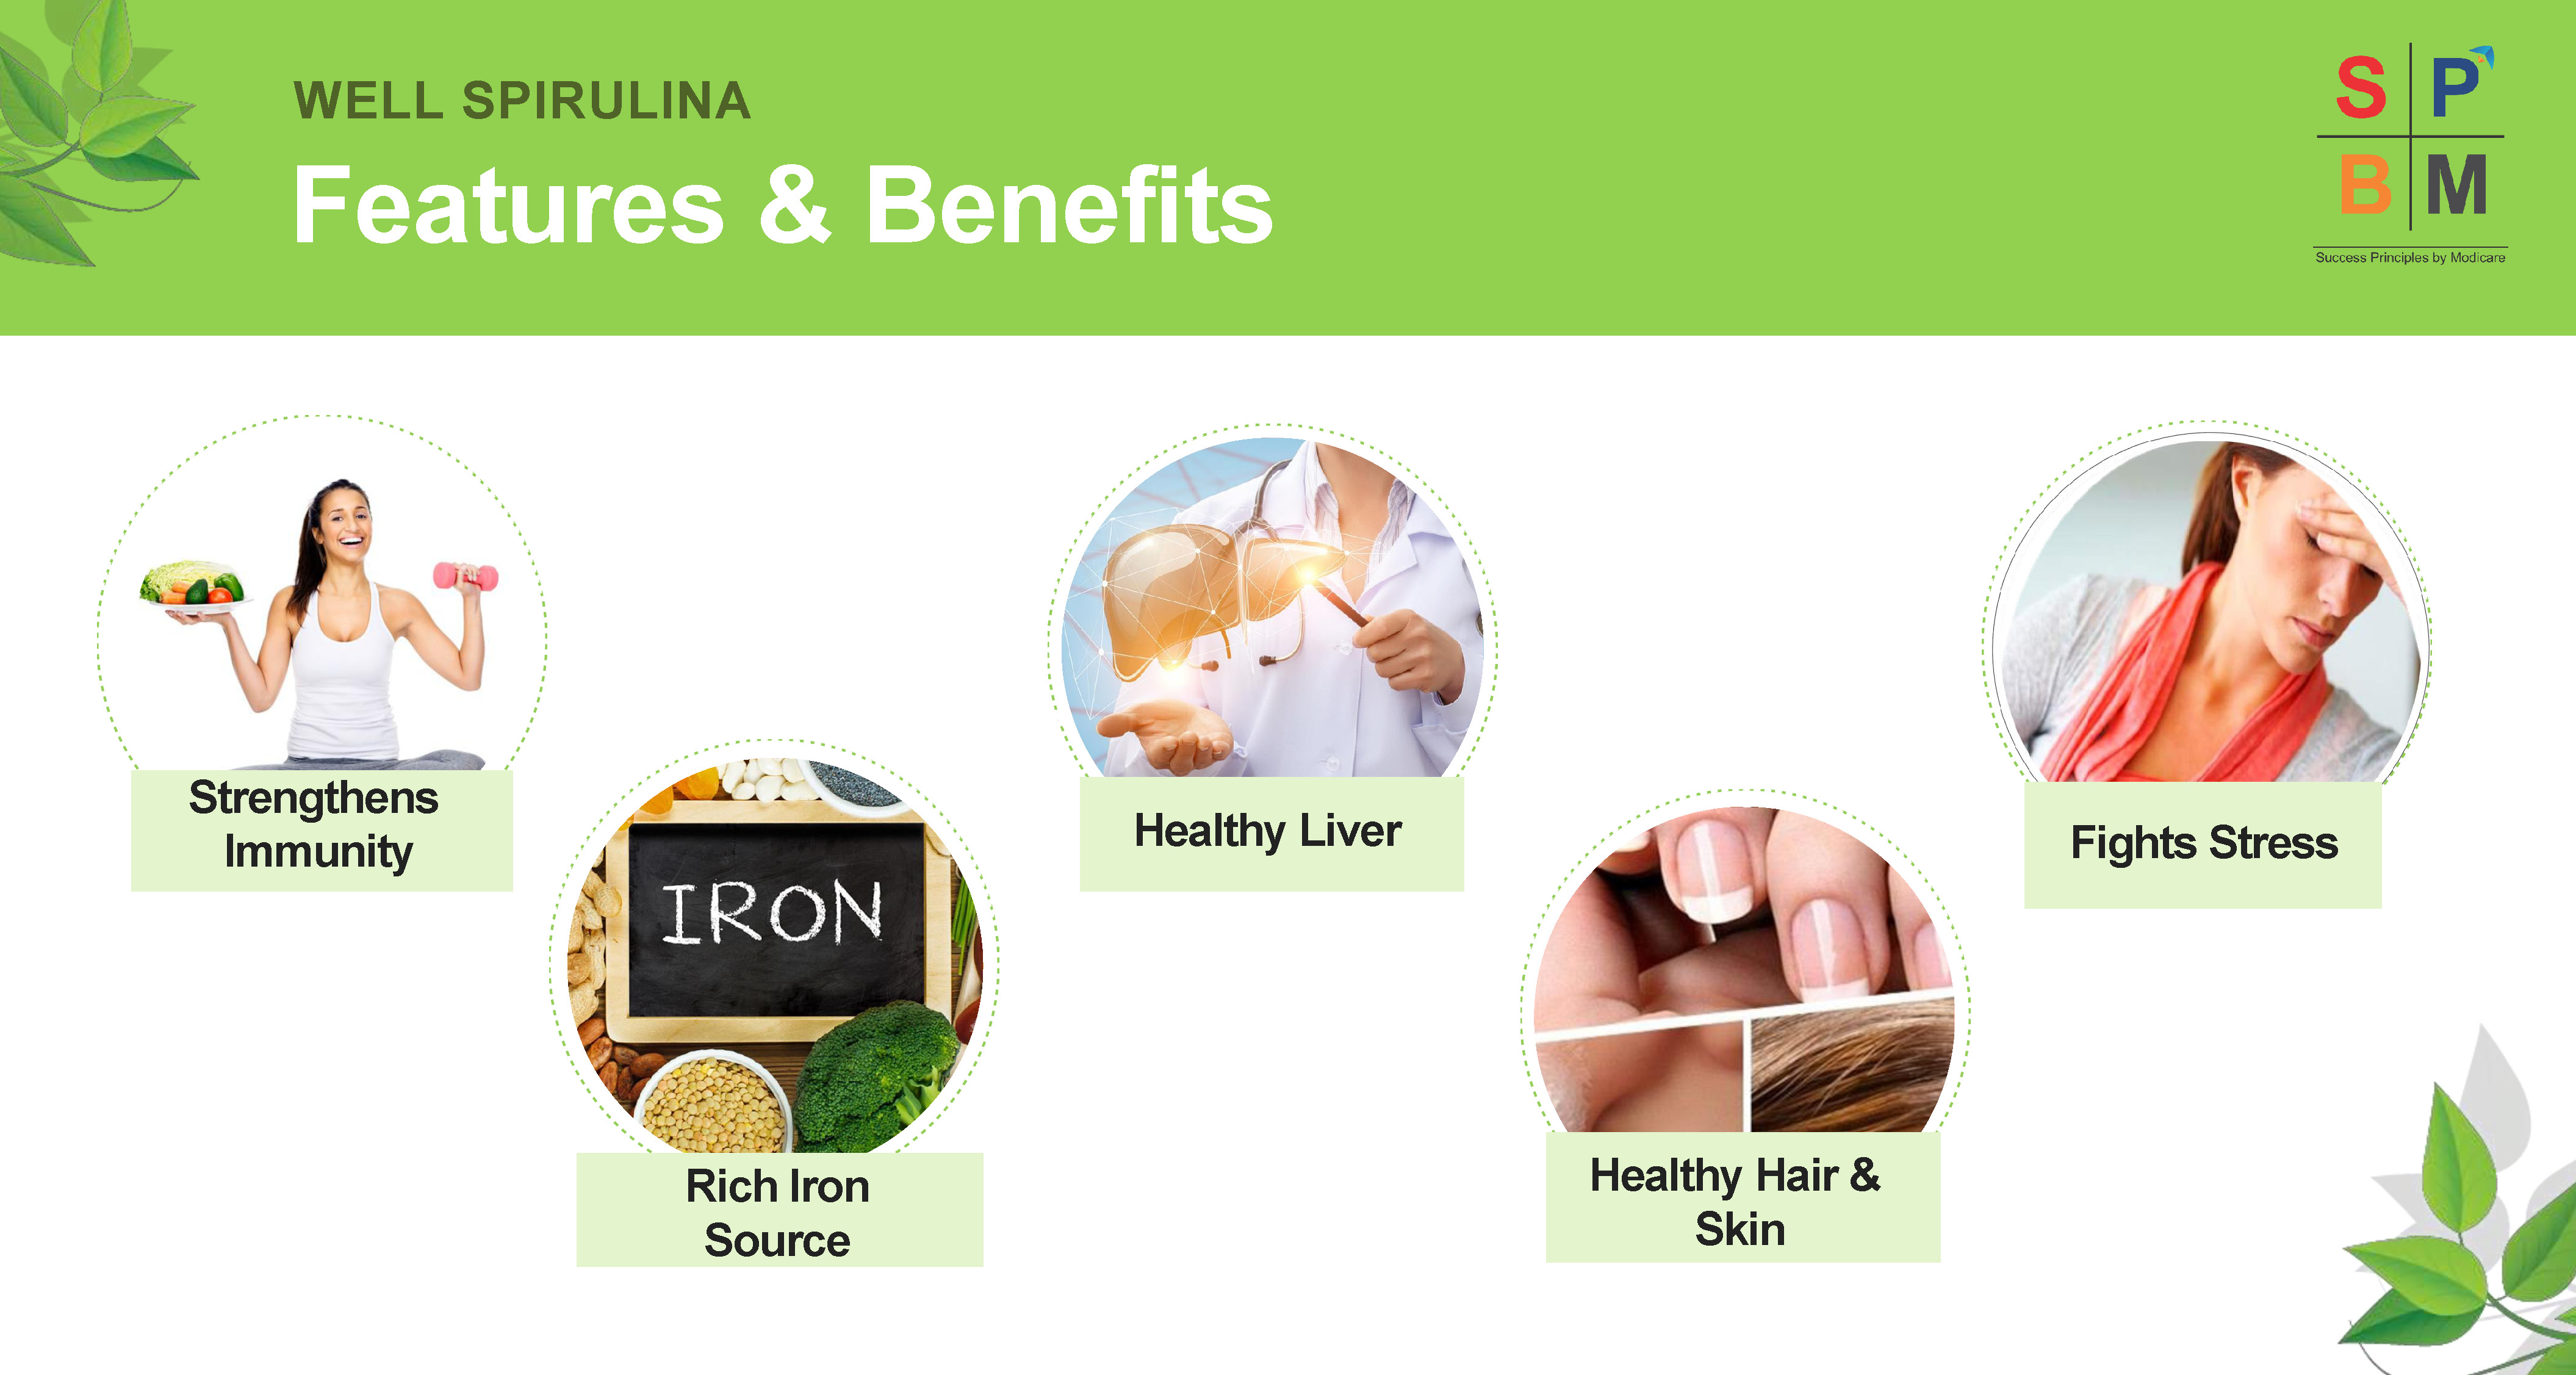 WELL SPIRULINA
Features & Benefits
S P
B M
Success Principles by Modicare
Strengthens
Immunity
IRON
Rich Iron
Source
Healthy Liver
Healthy Hair &
Skin
Fights Stress